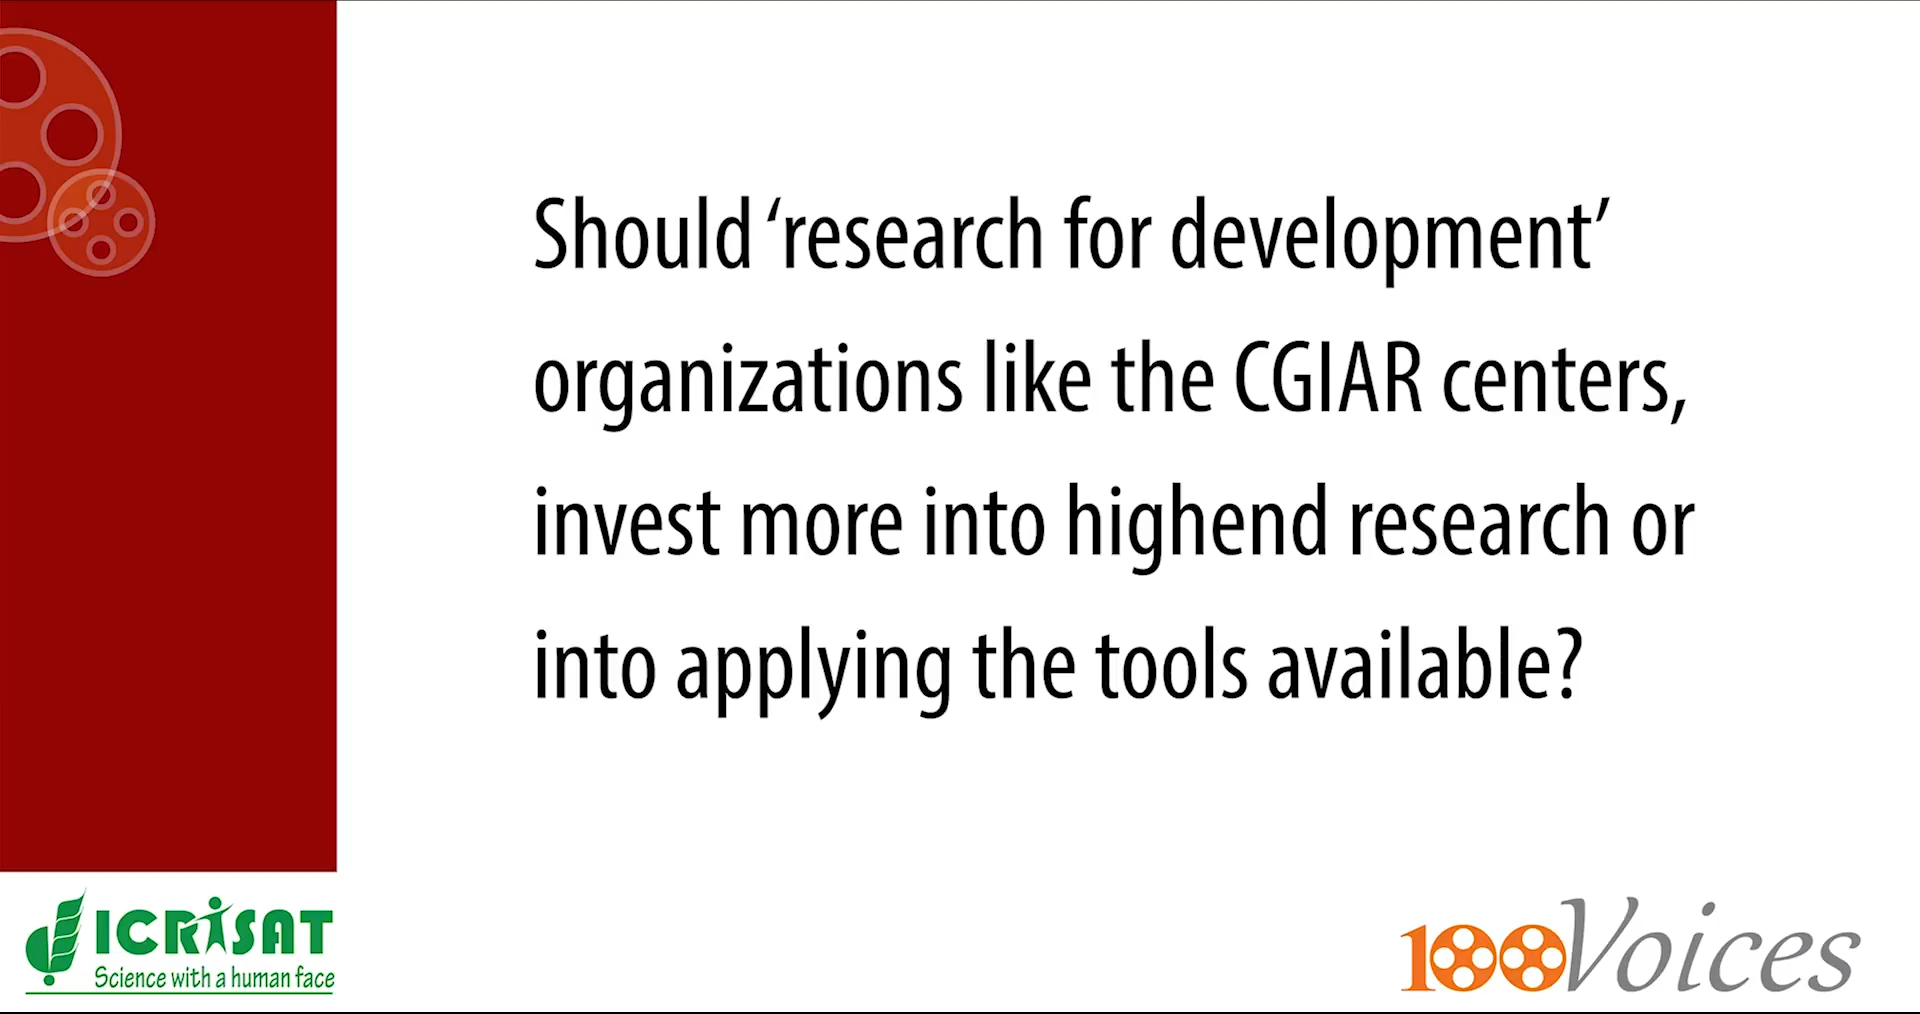 Should ‘research for development’
organizations like the CGIAR centers,
invest more into highend research or
into applying the tools available?
ICRISAT
Science with a human face
100Voices